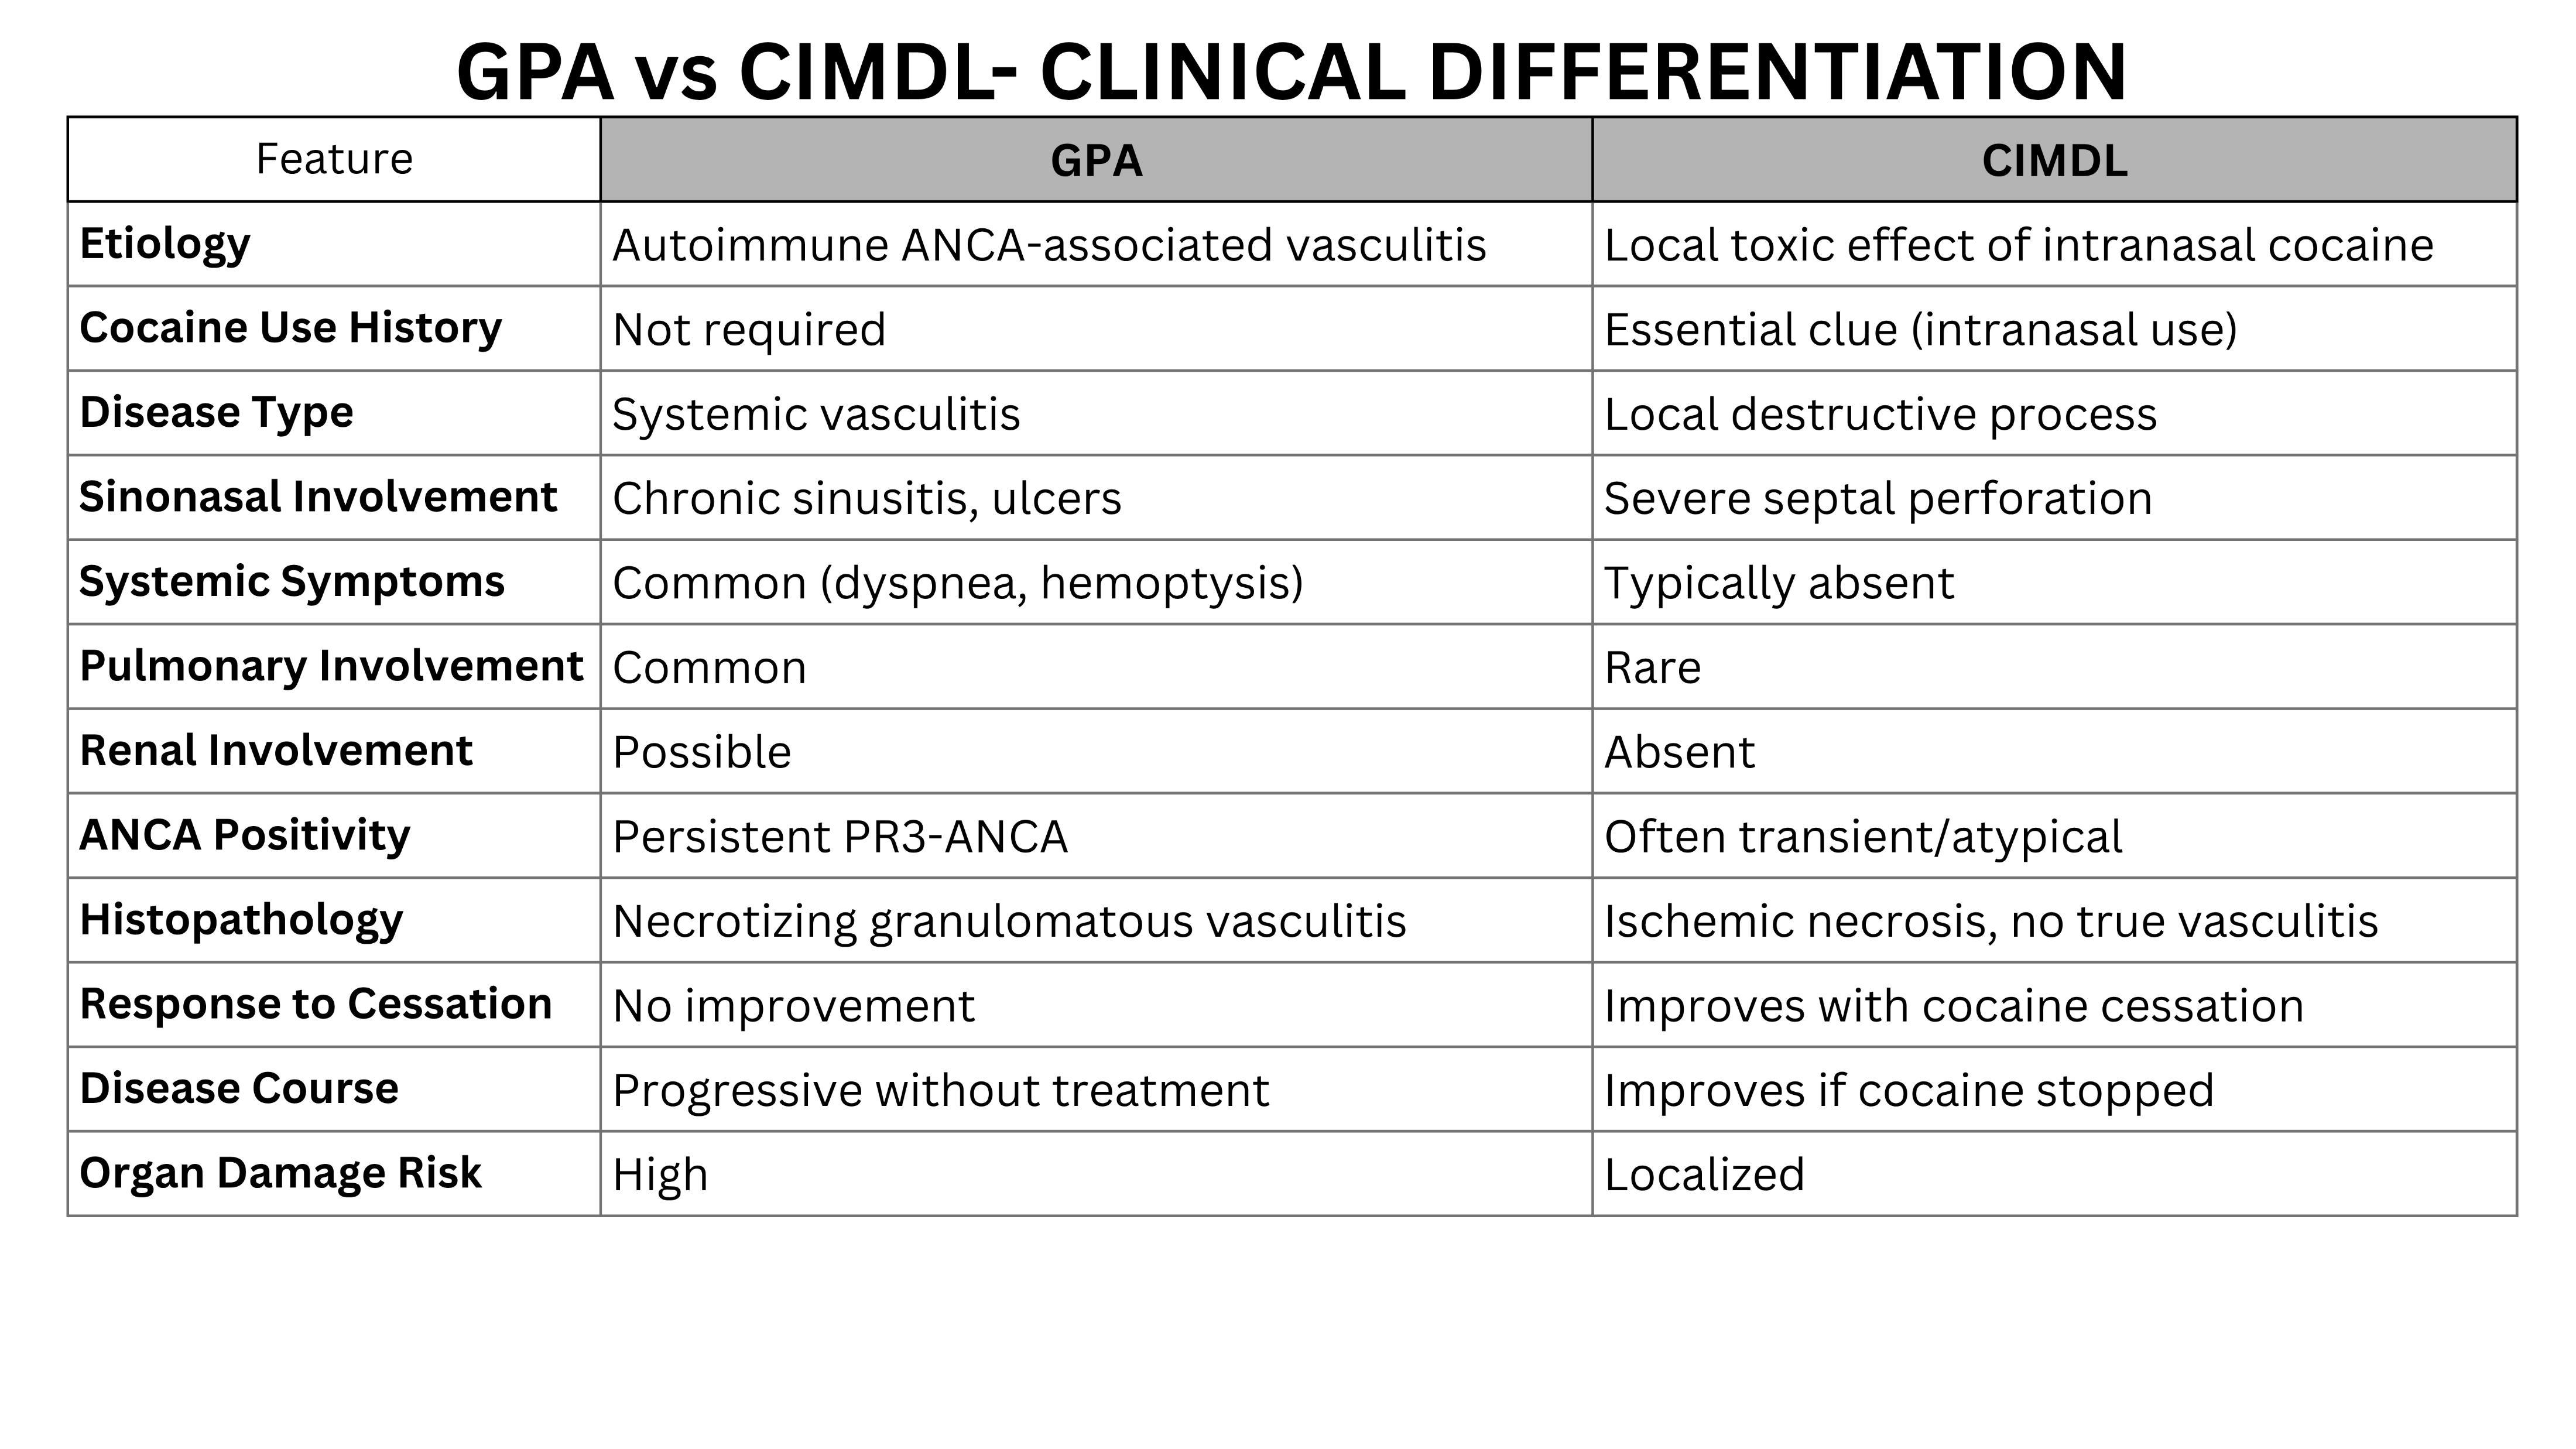 GPA vs CIMDL- CLINICAL DIFFERENTIATION
Feature GPA CIMDL
Etiology Autoimmune ANCA-associated vasculitis Local toxic effect of intranasal cocaine
Cocaine Use History Not required Essential clue (intranasal use)
Disease Type Systemic vasculitis Local destructive process
Sinonasal Involvement Chronic sinusitis, ulcers Severe septal perforation
Systemic Symptoms Common (dyspnea, hemoptysis) Typically absent
Pulmonary Involvement Common Rare
Renal Involvement Possible Absent
ANCA Positivity Persistent PR3-ANCA Often transient/atypical
Histopathology Necrotizing granulomatous vasculitis Ischemic necrosis, no true vasculitis
Response to Cessation No improvement Improves with cocaine cessation
Disease Course Progressive without treatment Improves if cocaine stopped
Organ Damage Risk High Localized